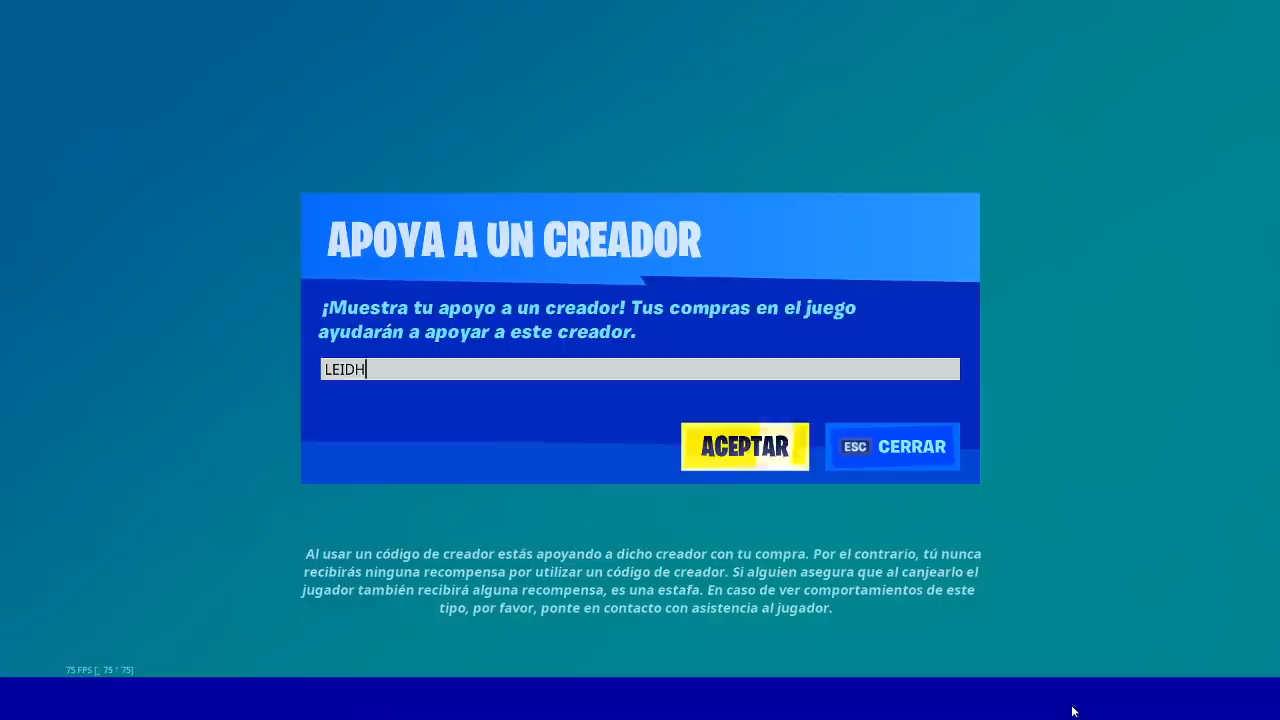 APOYA A UN CREADOR
¡Muestra tu apoyo a un creador! Tus compras en el juego
ayudarán a apoyar a este creador.
LEIDH
ACEPTAR
ESC CERRAR
Al usar un código de creador estás apoyando a dicho creador con tu compra. Por el contrario, tú nunca
recibirás ninguna recompensa por utilizar un código de creador. Si alguien asegura que al canjearlo el
jugador también recibirá alguna recompensa, es una estafa. En caso de ver comportamientos de este
tipo, por favor, ponte en contacto con asistencia al jugador.
75 FPS [ 75 75]